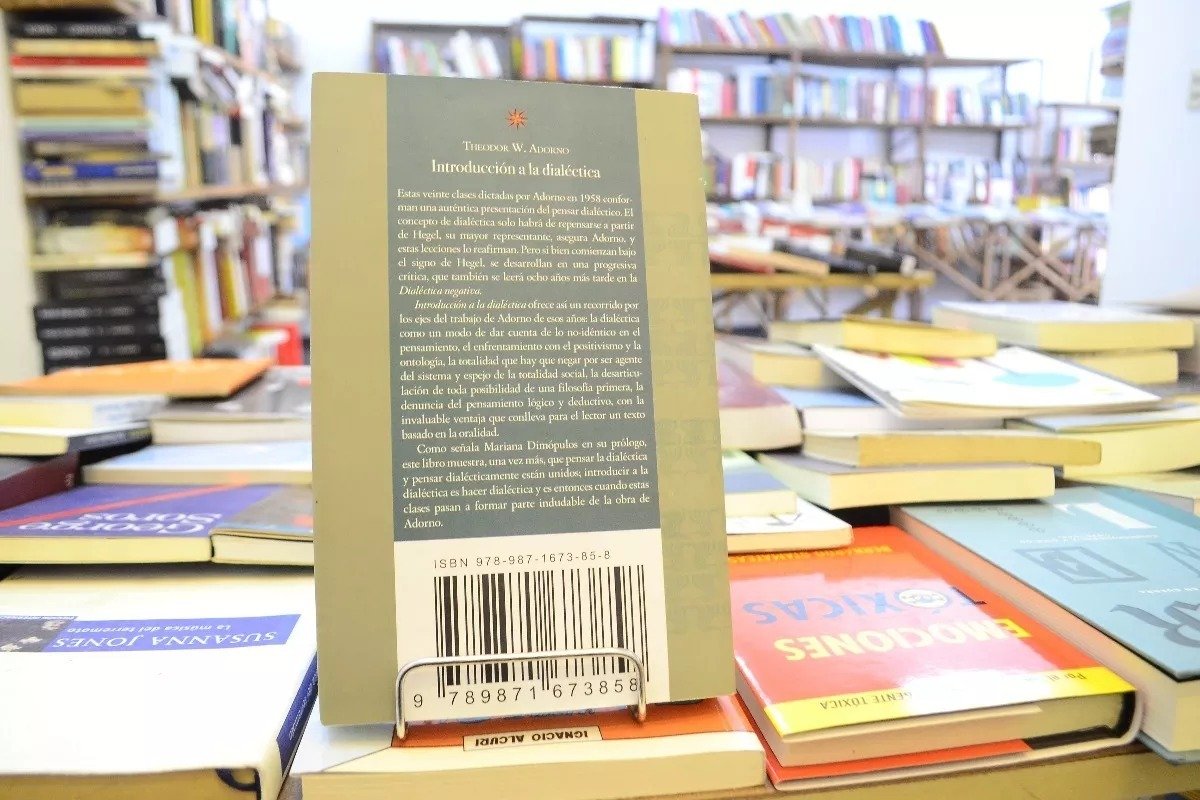 THEODOR W. ADORNO
Introducción a la dialéctica
Estas veinte clases dictadas por Adorno en 1958 confor-
man una auténtica presentación del pensar dialéctico. El
concepto de dialéctica solo habrá de repensarse a partir
de Hegel, su mayor representante, asegura Adorno, y
estas lecciones lo reafirman. Pero si bien comienzan bajo
el signo de Hegel, se desarrollan en una progresiva
crítica, que también se leerá ocho años más tarde en la
Dialéctica negativa.
Introducción a la dialéctica ofrece así un recorrido por
los ejes del trabajo de Adorno de esos años: la dialéctica
como un modo de dar cuenta de lo no-idéntico en el
pensamiento, el enfrentamiento con el positivismo y la
ontología, la totalidad que hay que negar por ser agente
del sistema y espejo de la totalidad social, la desarticu-
lación de toda posibilidad de una filosofía primera, la
denuncia del pensamiento lógico y deductivo, con la
invaluable ventaja que conlleva para el lector un texto
basado en la oralidad.
Como señala Mariana Dimópulos en su prólogo,
este libro muestra, una vez más, que pensar la dialéctica
y pensar dialécticamente están unidos; introducir a la
dialéctica es hacer dialéctica y es entonces cuando estas
clases pasan a formar parte indudable de la obra de
Adorno.
ISBN 978-987-1673-85-8
9 789871 673858
IGNACIO ALCURI
SUSANNA JONES
La música del terremoto
GEORGE SOROS
EMOCIONES
TÓXICAS
GENTE TÓXICA